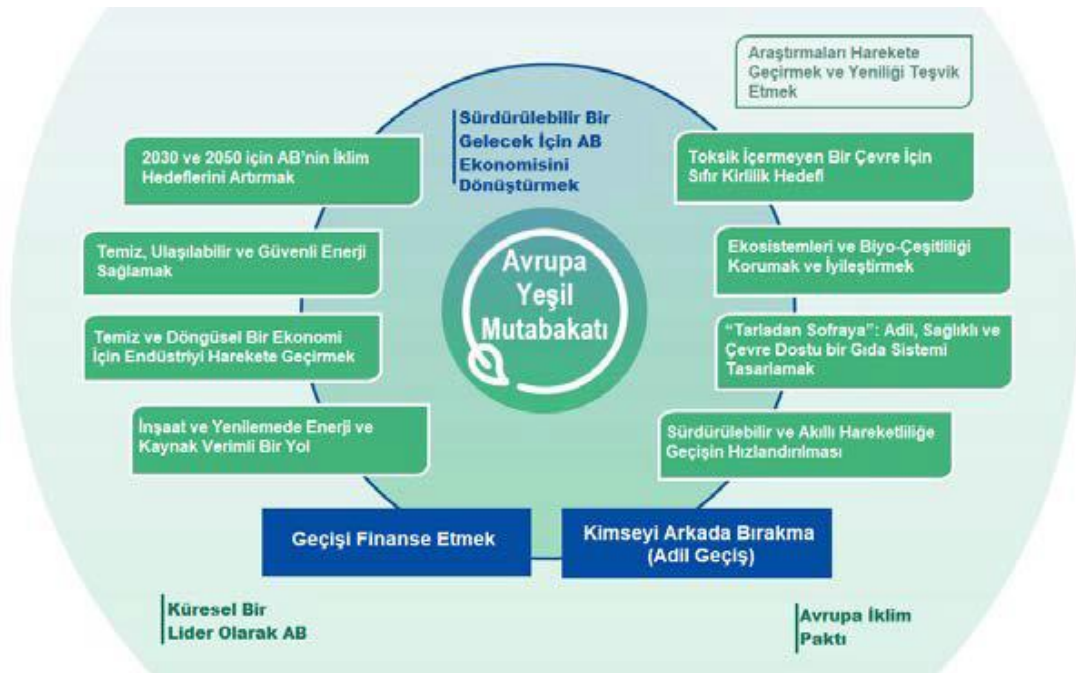 Araştırmaları Harekete
Geçirmek ve Yeniliği Teşvik
Etmek
Sürdürülebilir Bir
Gelecek İçin AB
Ekonomisini
Dönüştürmek
2030 ve 2050 için AB'nin İklim
Hedeflerini Artırmak
Toksik İçermeyen Bir Çevre İçin
Sıfır Kirlilik Hedefi
Temiz, Ulaşılabilir ve Güvenli Enerji
Sağlamak
Ekosistemleri ve Biyo-Çeşitliliği
Korumak ve İyileştirmek
Avrupa
Yeşil
Mutabakatı
Temiz ve Döngüsel Bir Ekonomi
İçin Endüstriyi Harekete Geçirmek
“Tarladan Sofraya”: Adil, Sağlıklı ve
Çevre Dostu bir Gıda Sistemi
Tasarlamak
İnşaat ve Yenilemede Enerji ve
Kaynak Verimli Bir Yol
Sürdürülebilir ve Akıllı Hareketliliğe
Geçişin Hızlandırılması
Geçişi Finanse Etmek
Kimseyi Arkada Bırakma
(Adil Geçiş)
Küresel Bir
Lider Olarak AB
Avrupa İklim
Paktı